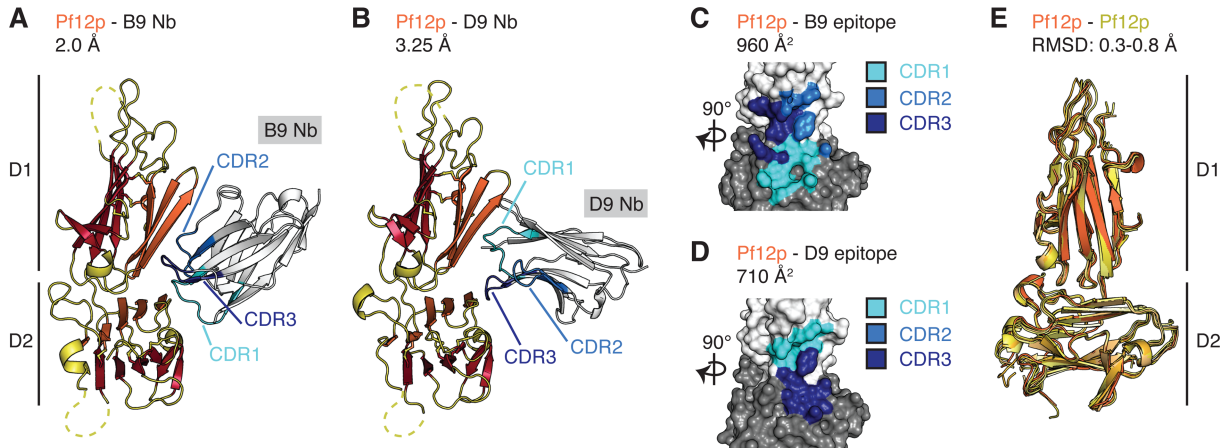 A
Pf12p - B9 Nb
2.0 Å
D1
D2
B9 Nb
CDR2
CDR3
CDR1
B
Pf12p - D9 Nb
3.25 Å
CDR1
D9 Nb
CDR3
CDR2
C
Pf12p - B9 epitope
960 Å²
90°
CDR1
CDR2
CDR3
D
Pf12p - D9 epitope
710 Å²
90°
CDR1
CDR2
CDR3
E
Pf12p - Pf12p
RMSD: 0.3-0.8 Å
D1
D2